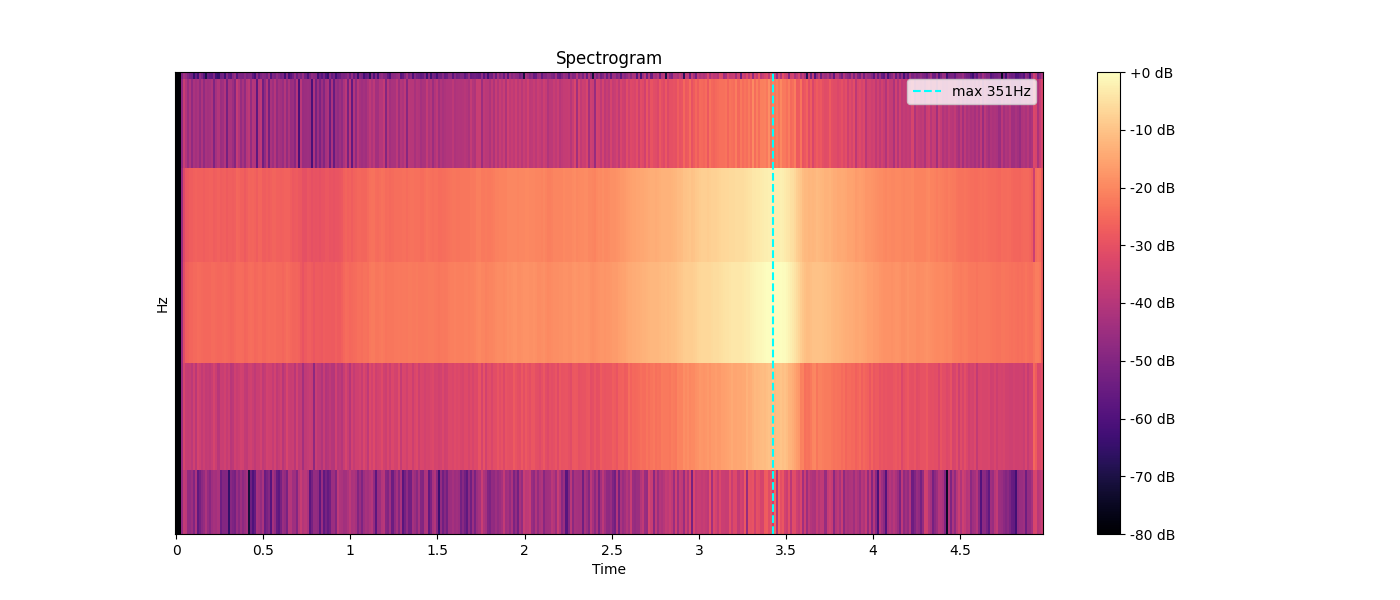 Spectrogram
max 351Hz
Hz
0 0.5 1 1.5 2 2.5 3 3.5 4 4.5
Time
+0 dB
-10 dB
-20 dB
-30 dB
-40 dB
-50 dB
-60 dB
-70 dB
-80 dB